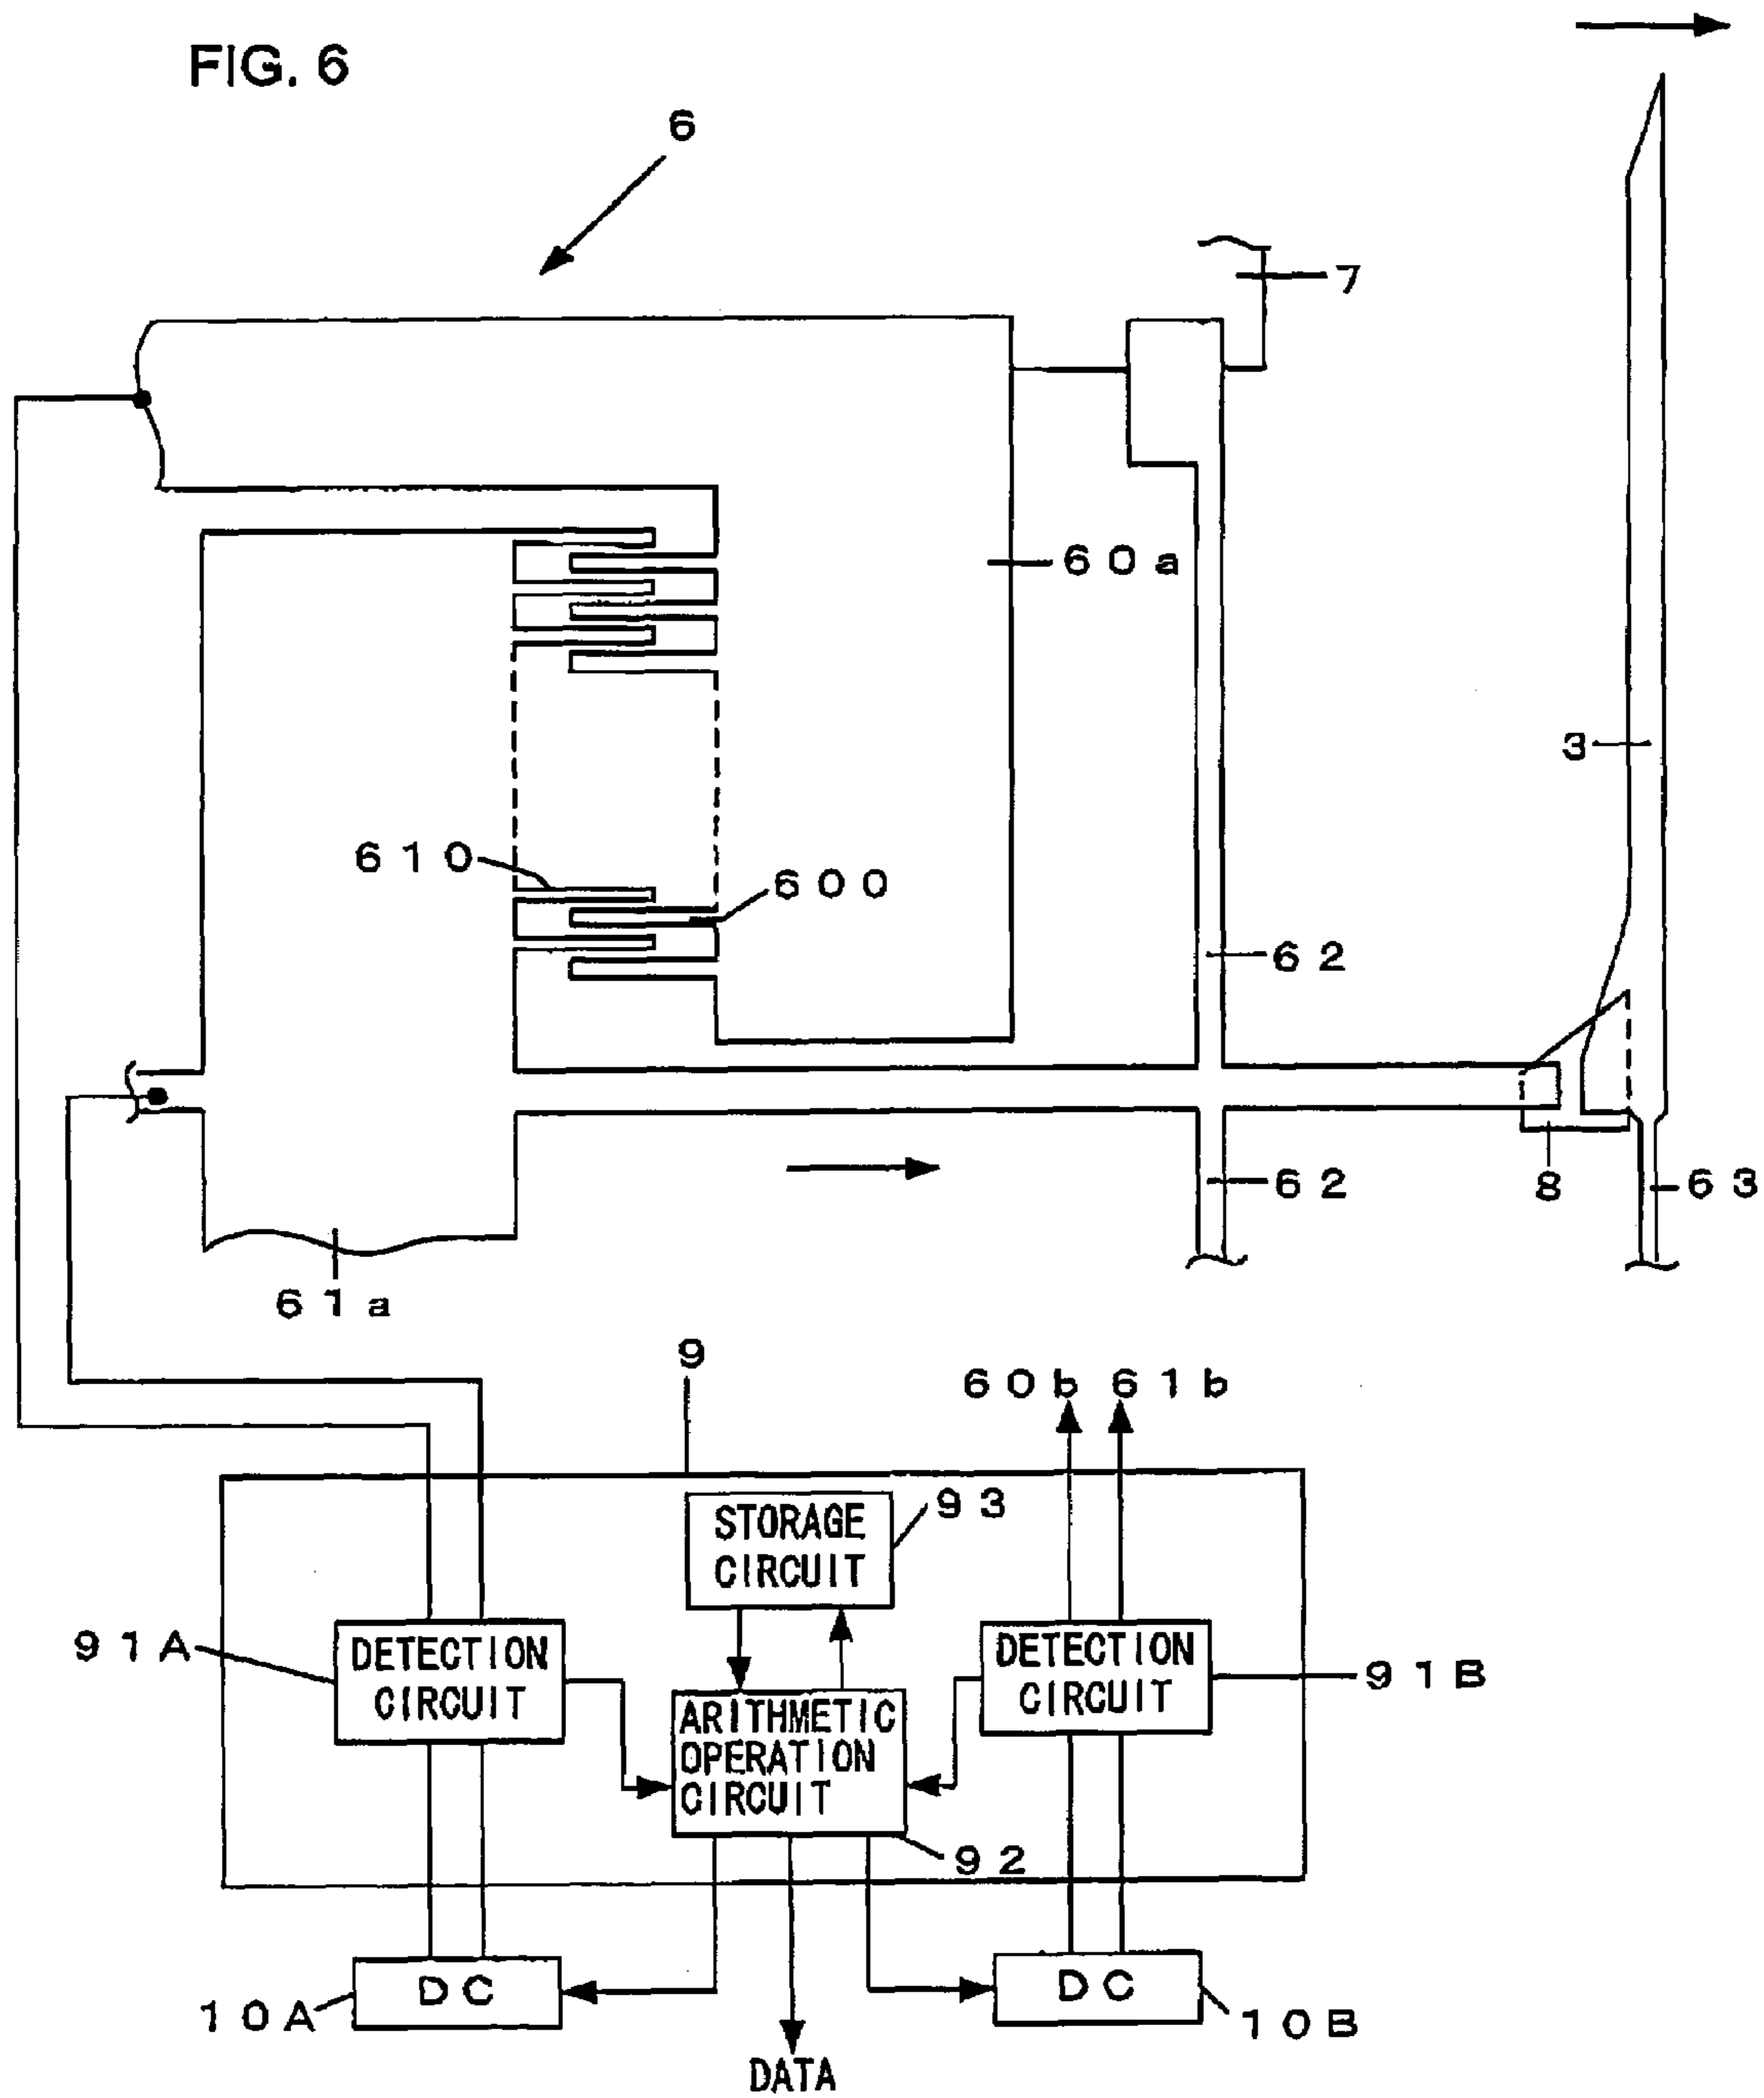 FIG. 6
6
7
60a
3
610
600
62
8
62
63
61a
9
60b 61b
93
STORAGE
CIRCUIT
91A
DETECTION
CIRCUIT
DETECTION
CIRCUIT
91B
ARITHMETIC
OPERATION
CIRCUIT
92
DC
10A
DC
10B
DATA